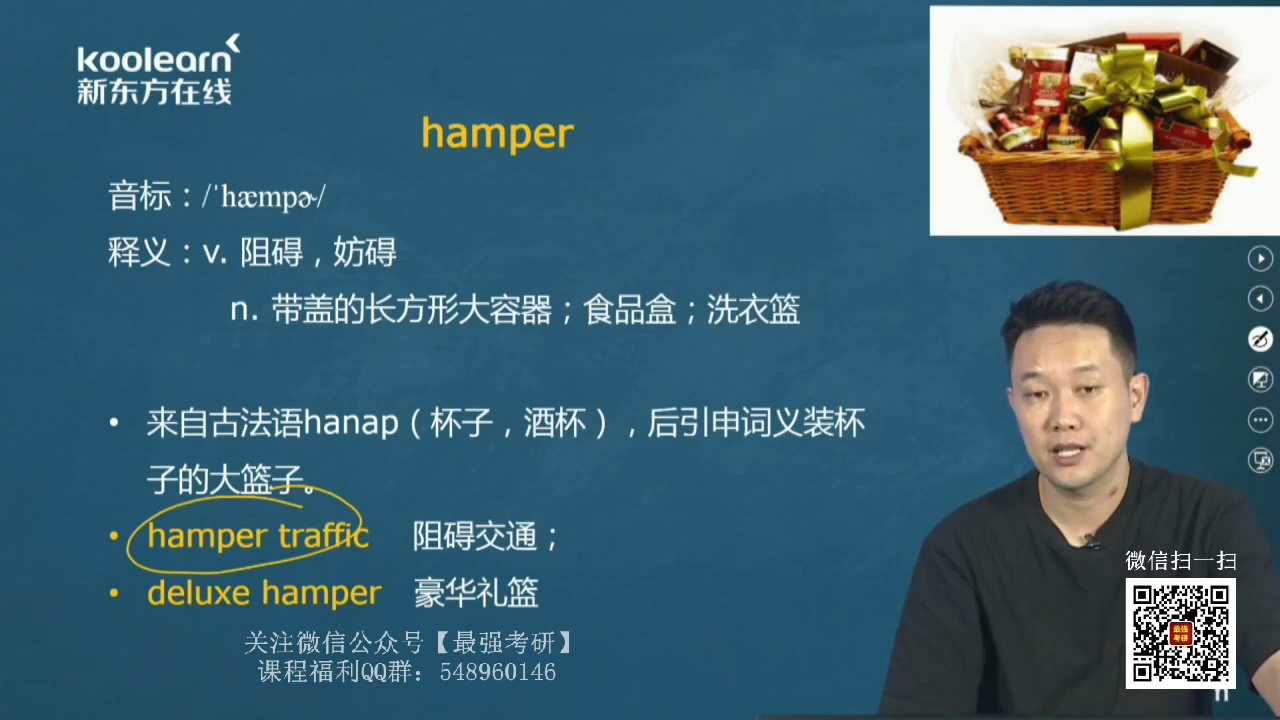 koolearn
新东方在线
hamper
音标：/ˈhæmpɚ/
释义：v. 阻碍，妨碍
n. 带盖的长方形大容器；食品盒；洗衣篮
• 来自古法语hanap（杯子，酒杯），后引申词义装杯
子的大篮子。
• hamper traffic 阻碍交通；
• deluxe hamper 豪华礼篮
微信扫一扫
最强
考研
关注微信公众号【最强考研】
课程福利QQ群：548960146